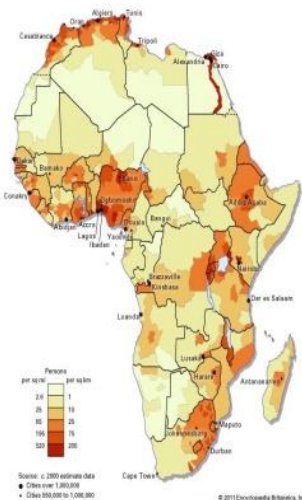 Algiers
Tunis
Oran
Casablanca
Tripoli
Alexandria
Giza
Cairo
Dakar
Bamako
Kano
Ogbomosho
Addis Ababa
Conakry
Abidjan
Accra
Lagos
Ibadan
Douala
Yaounde
Bangui
Nairobi
Brazzaville
Kinshasa
Dar es Salaam
Luanda
Lusaka
Harare
Antananarivo
Johannesburg
Maputo
Durban
Cape Town
Persons
per sq mi per sq km
2.6 1
25 10
65 25
195 75
520 200
Source: c. 2000 estimate data
Cities over 1,000,000
Cities 550,000 to 1,000,000
© 2011 Encyclopædia Britannica, In